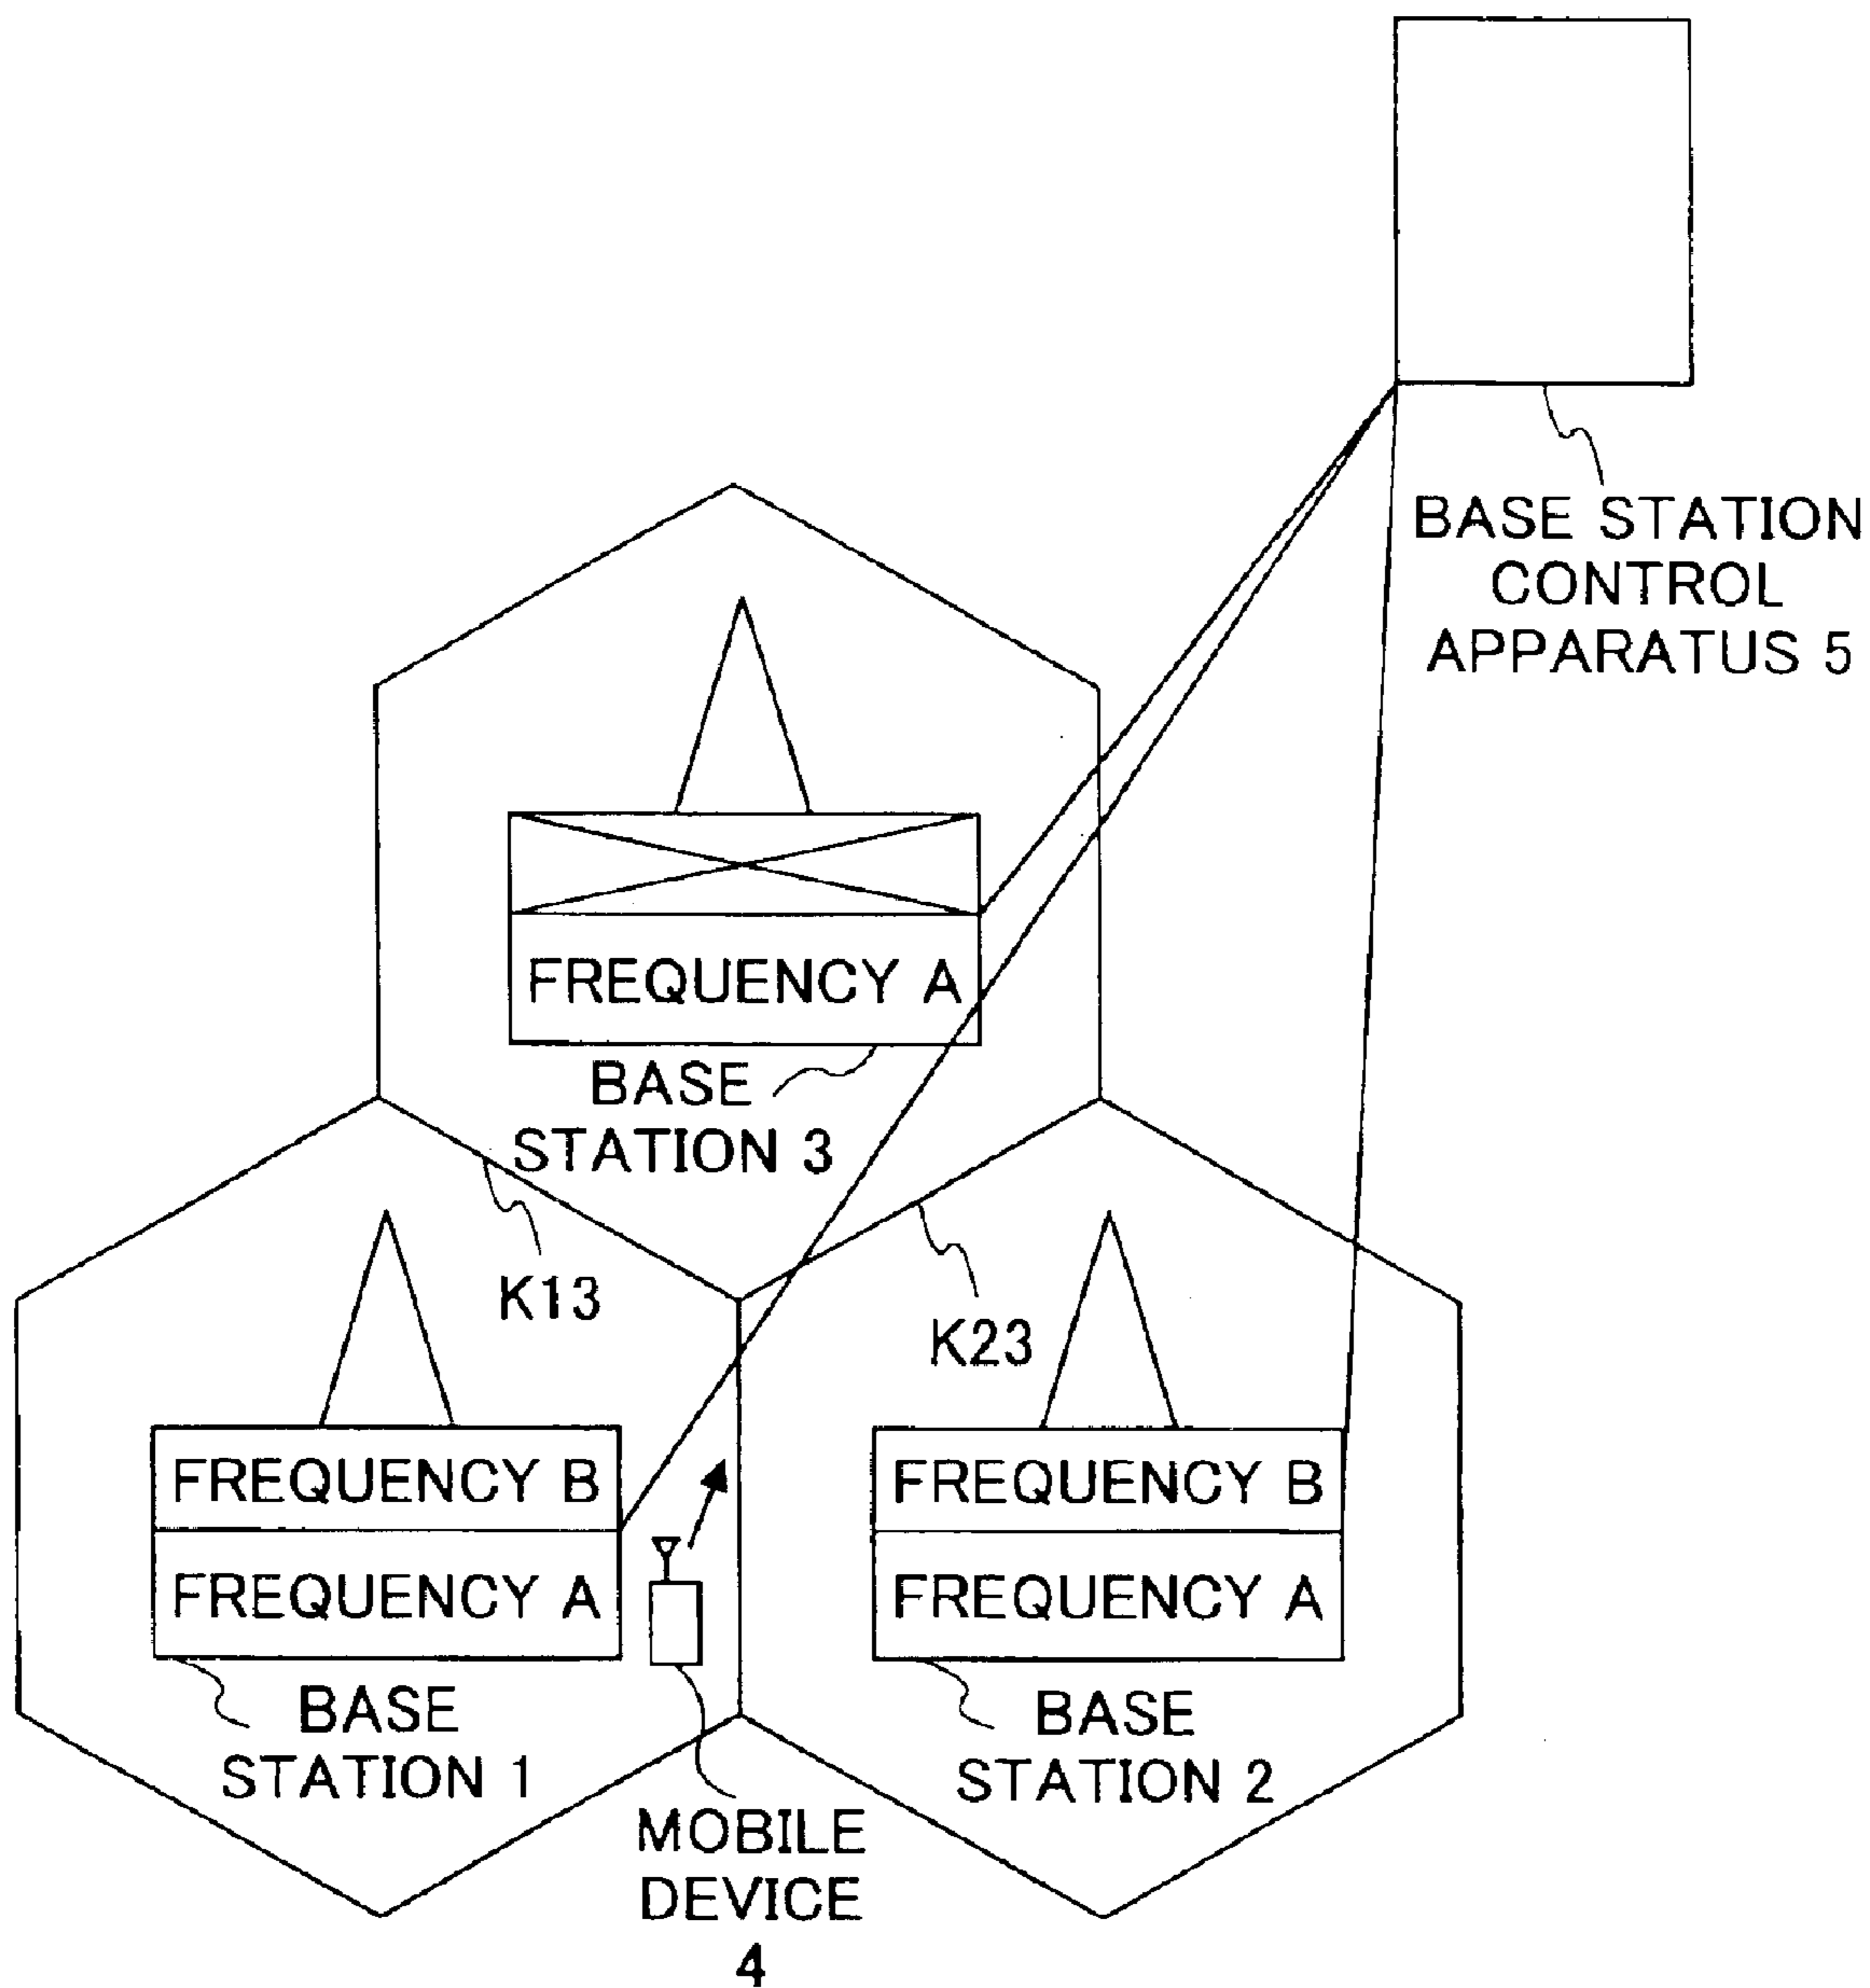 BASE STATION
CONTROL
APPARATUS 5
FREQUENCY A
BASE
STATION 3
K13
K23
FREQUENCY B
FREQUENCY A
BASE
STATION 1
FREQUENCY B
FREQUENCY A
BASE
STATION 2
MOBILE
DEVICE
4